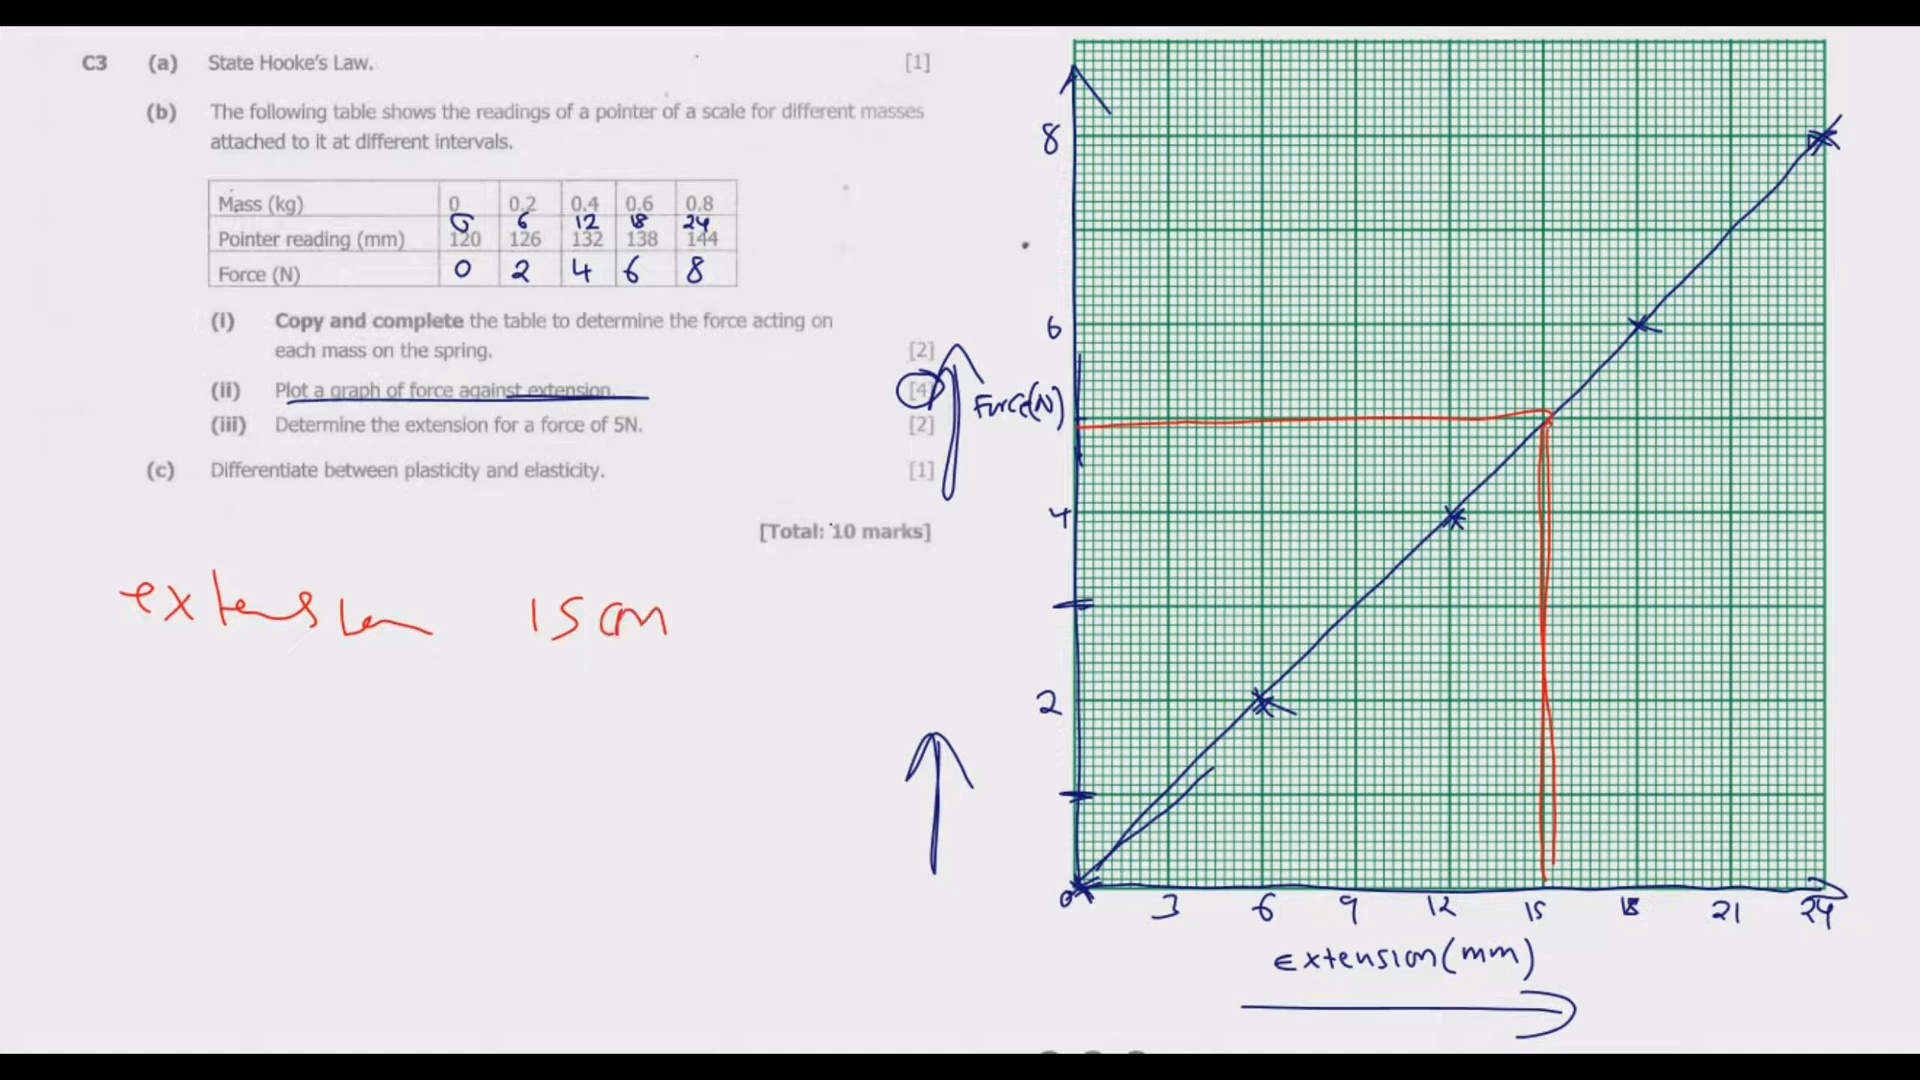 C3 (a) State Hooke's Law. [1]
(b) The following table shows the readings of a pointer of a scale for different masses
attached to it at different intervals.
Mass (kg) 0 0.2 0.4 0.6 0.8
0 6 12 18 24
Pointer reading (mm) 120 126 132 138 144
Force (N) 0 2 4 6 8
(i) Copy and complete the table to determine the force acting on
each mass on the spring. [2]
(ii) Plot a graph of force against extension. [4]
(iii) Determine the extension for a force of 5N. [2]
(c) Differentiate between plasticity and elasticity. [1]
[Total: 10 marks]
extension 15cm
8
6
Force(N)
4
2
0 3 6 9 12 15 18 21 24
extension(mm)